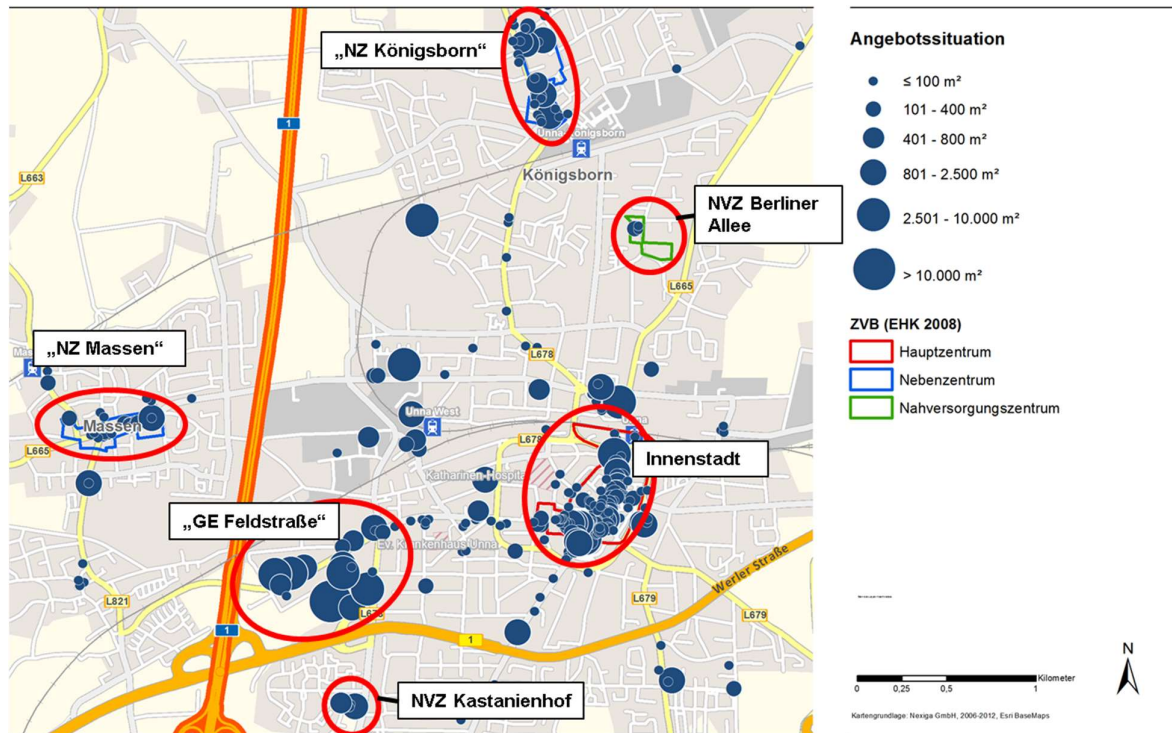 „NZ Königsborn“
1
L663
Unna-Königsborn
Königsborn
NVZ Berliner
Allee
L665
„NZ Massen“
L678
Unna West
Massen
L665
L678
Innenstadt
Katharinen-Hospital
„GE Feldstraße“
Ev. Krankenhaus Unna
Werler Straße
L821
L678
L679
L679
1
1
NVZ Kastanienhof
Angebotssituation
≤ 100 m²
101 - 400 m²
401 - 800 m²
801 - 2.500 m²
2.501 - 10.000 m²
> 10.000 m²
ZVB (EHK 2008)
Hauptzentrum
Nebenzentrum
Nahversorgungszentrum
N
Kilometer
0 0,25 0,5 1
Kartengrundlage: Nexiga GmbH, 2006-2012, Esri BaseMaps